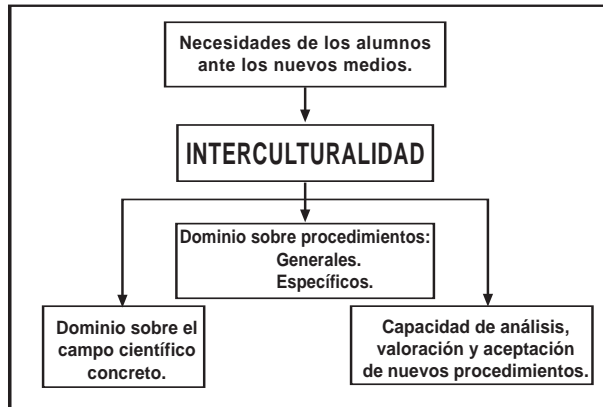 Necesidades de los alumnos
ante los nuevos medios.
INTERCULTURALIDAD
Dominio sobre procedimientos:
Generales.
Específicos.
Dominio sobre el
campo científico
concreto.
Capacidad de análisis,
valoración y aceptación
de nuevos procedimientos.